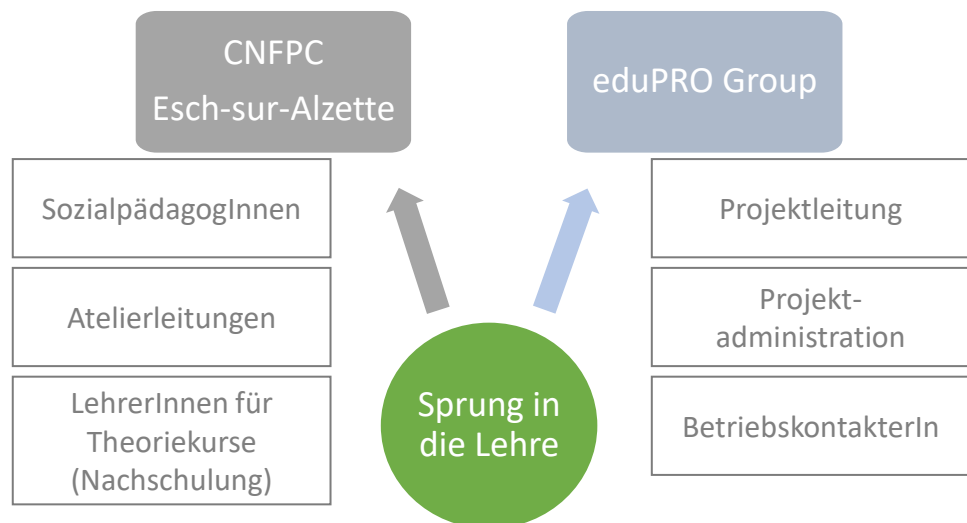 CNFPC
Esch-sur-Alzette
SozialpädagogInnen
Atelierleitungen
LehrerInnen für
Theoriekurse
(Nachschulung)
Sprung in
die Lehre
eduPRO Group
Projektleitung
Projekt-
administration
BetriebskontakterIn